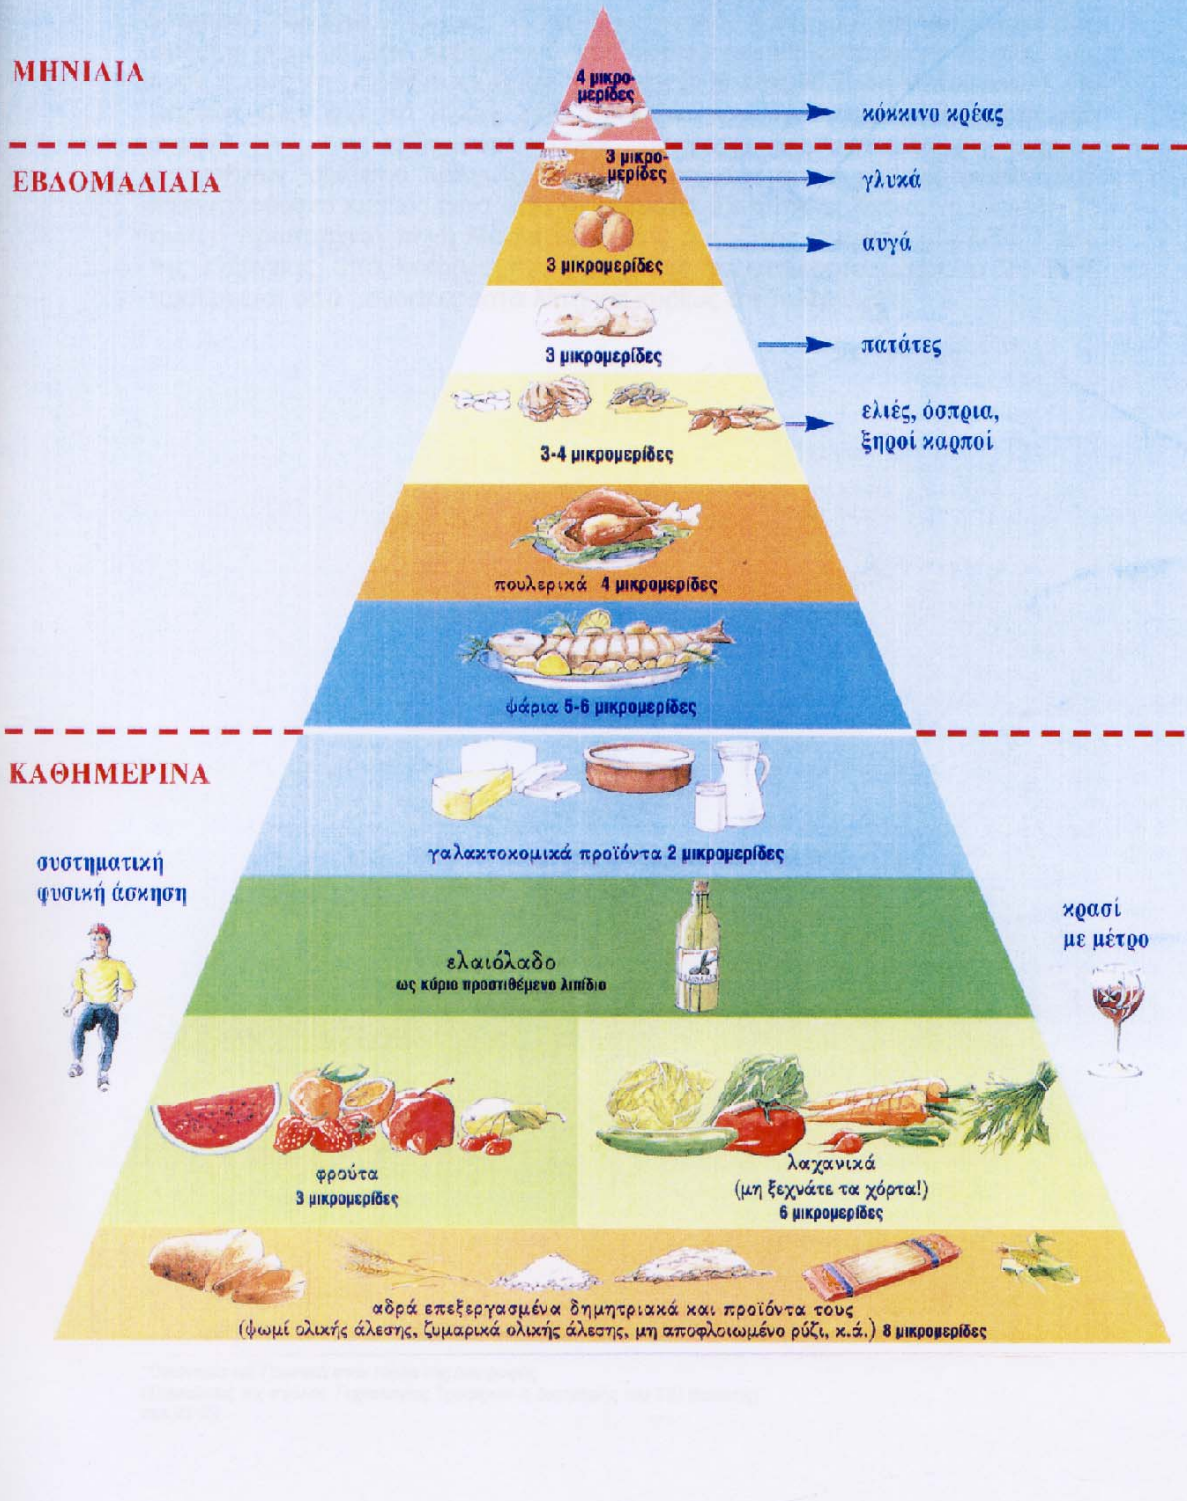 ΜΗΝΙΑΙΑ
4 μικρο-
μερίδες
κόκκινο κρέας
ΕΒΔΟΜΑΔΙΑΙΑ
3 μικρο-
μερίδες
γλυκά
αυγά
3 μικρομερίδες
πατάτες
3 μικρομερίδες
ελιές, όσπρια,
ξηροί καρποί
3-4 μικρομερίδες
πουλερικά 4 μικρομερίδες
ψάρια 5-6 μικρομερίδες
ΚΑΘΗΜΕΡΙΝΑ
γαλακτοκομικά προϊόντα 2 μικρομερίδες
συστηματική
φυσική άσκηση
κρασί
με μέτρο
ελαιόλαδο
ως κύριο προστιθέμενο λιπίδιο
φρούτα
3 μικρομερίδες
λαχανικά
(μη ξεχνάτε τα χόρτα!)
6 μικρομερίδες
αδρά επεξεργασμένα δημητριακά και προϊόντα τους
(ψωμί ολικής άλεσης, ζυμαρικά ολικής άλεσης, μη αποφλοιωμένο ρύζι, κ.ά.) 8 μικρομερίδες